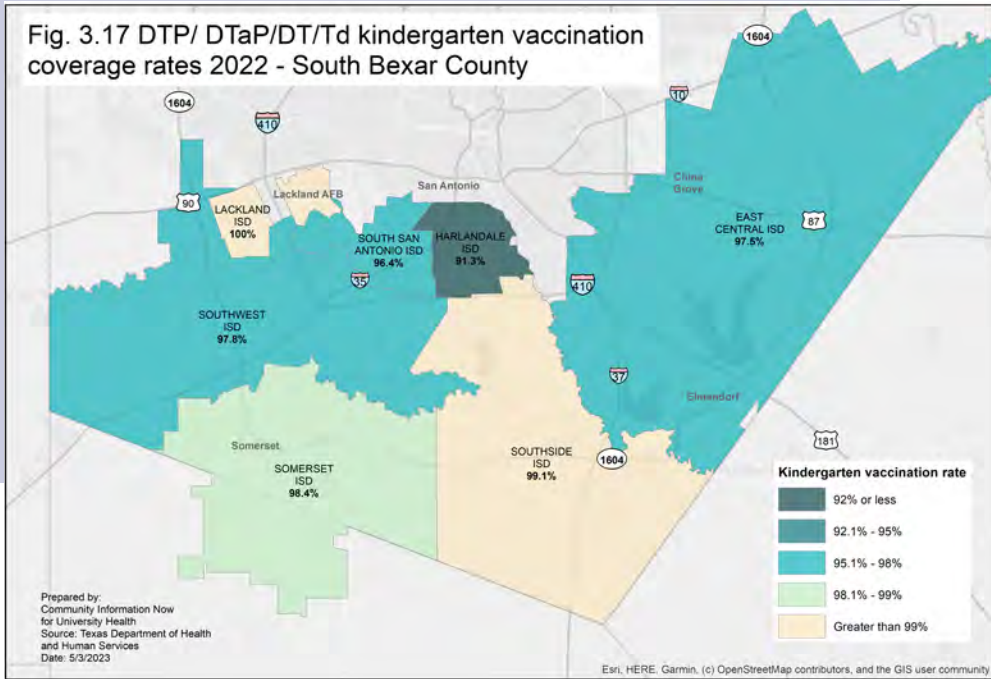 Fig. 3.17 DTP/ DTaP/DT/Td kindergarten vaccination
coverage rates 2022 - South Bexar County
1604
1604
10
410
China
Grove
San Antonio
Lackland AFB
90
LACKLAND
ISD
100%
87
EAST
CENTRAL ISD
97.5%
SOUTH SAN
ANTONIO ISD
96.4%
HARLANDALE
ISD
91.3%
35
410
SOUTHWEST
ISD
97.8%
37
Elmendorf
181
Somerset
SOMERSET
ISD
98.4%
SOUTHSIDE
ISD
99.1%
1604
Kindergarten vaccination rate
92% or less
92.1% - 95%
95.1% - 98%
98.1% - 99%
Greater than 99%
Prepared by:
Community Information Now
for University Health
Source: Texas Department of Health
and Human Services
Date: 5/3/2023
Esri, HERE, Garmin, (c) OpenStreetMap contributors, and the GIS user community